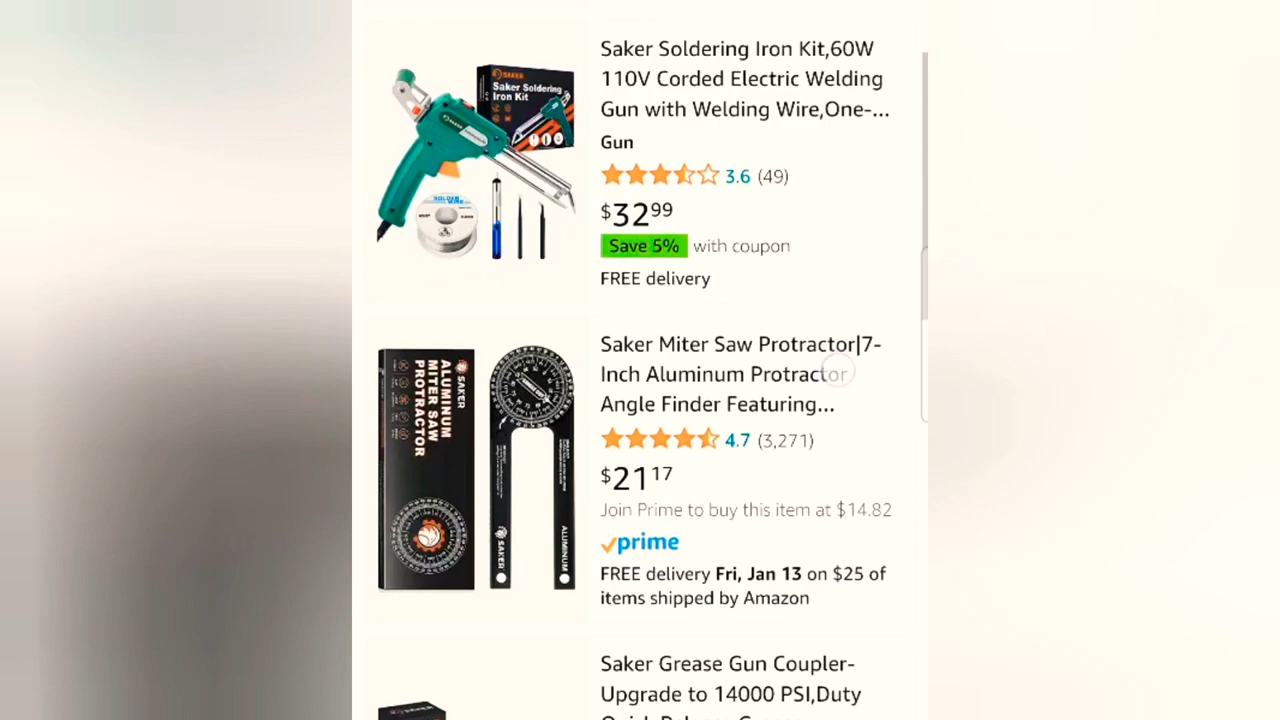 Saker Soldering Iron Kit,60W
110V Corded Electric Welding
Gun with Welding Wire,One-...
Gun
3.6 (49)
$3299
Save 5% with coupon
FREE delivery
SAKER
Saker Soldering
Iron Kit
SOLDER
WIRE
Saker Miter Saw Protractor|7-
Inch Aluminum Protractor
Angle Finder Featuring...
4.7 (3,271)
$2117
Join Prime to buy this item at $14.82
prime
FREE delivery Fri, Jan 13 on $25 of
items shipped by Amazon
SAKER
ALUMINUM
MITER SAW
PROTRACTOR
SAKER
ALUMINUM
Saker Grease Gun Coupler-
Upgrade to 14000 PSI,Duty